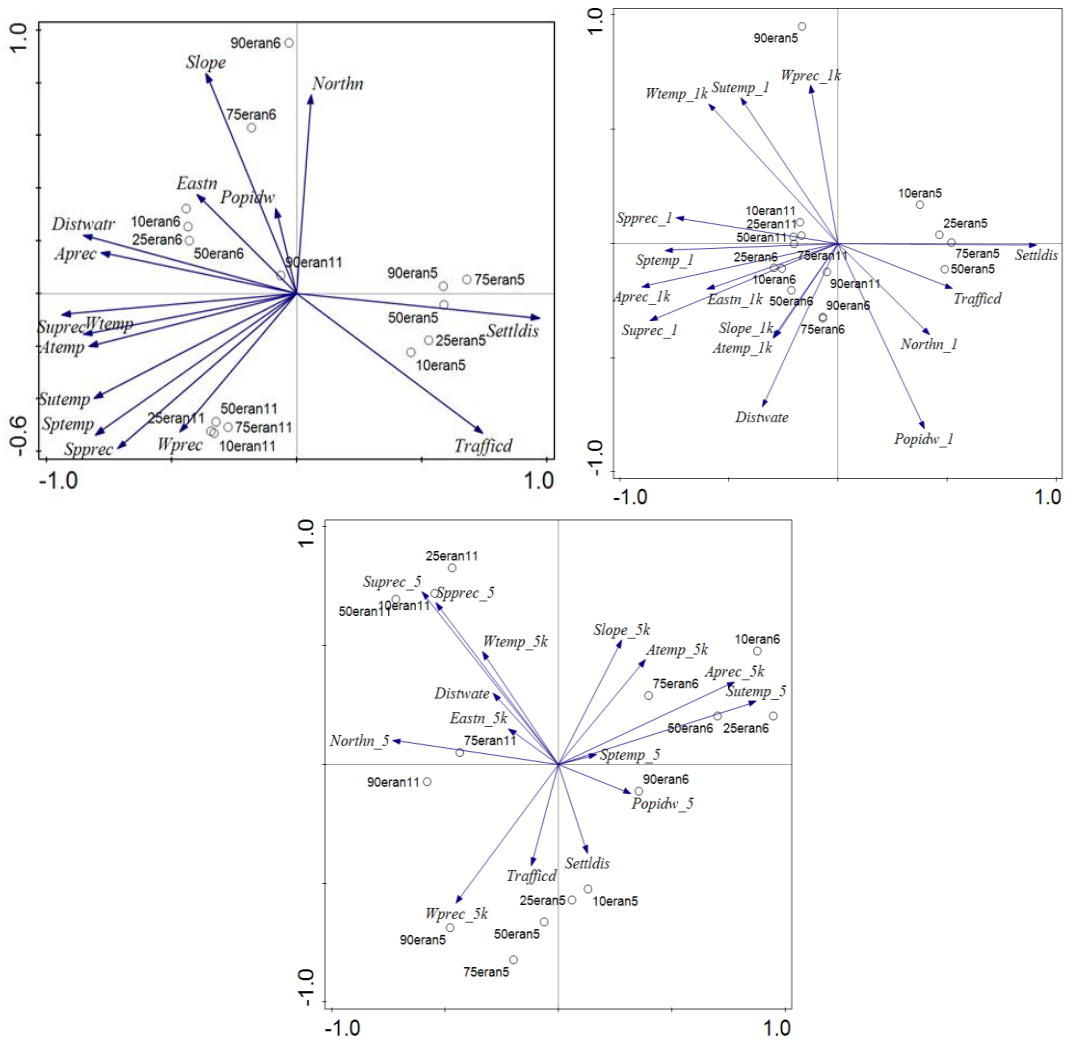 1.0
90eran6
Slope
Northn
75eran6
Eastn
Popidw
10eran6
Distwatr
25eran6
50eran6
Aprec
90eran11
90eran5
75eran5
50eran5
Settldis
Suprec
Wtemp
Atemp
25eran5
10eran5
Sutemp
25eran11
50eran11
Sptemp
75eran11
Spprec
Wprec
10eran11
Trafficd
-0.6
-1.0
1.0
1.0
90eran5
Wprec_1k
Wtemp_1k
Sutemp_1
10eran5
Spprec_1
10eran11
25eran11
25eran5
50eran11
75eran11
75eran5
Settldis
Sptemp_1
25eran6
50eran5
10eran6
90eran11
Aprec_1k
Eastn_1k
50eran6
90eran6
Trafficd
Suprec_1
Slope_1k
75eran6
Atemp_1k
Northn_1
Distwate
Popidw_1
-1.0
-1.0
1.0
1.0
25eran11
Suprec_5
Spprec_5
50eran11
10eran11
Wtemp_5k
Slope_5k
10eran6
Atemp_5k
Aprec_5k
75eran6
Sutemp_5
Distwate
Eastn_5k
50eran6
25eran6
Northn_5
75eran11
Sptemp_5
90eran11
90eran6
Popidw_5
Settldis
Trafficd
25eran5
10eran5
Wprec_5k
90eran5
50eran5
75eran5
-1.0
-1.0
1.0